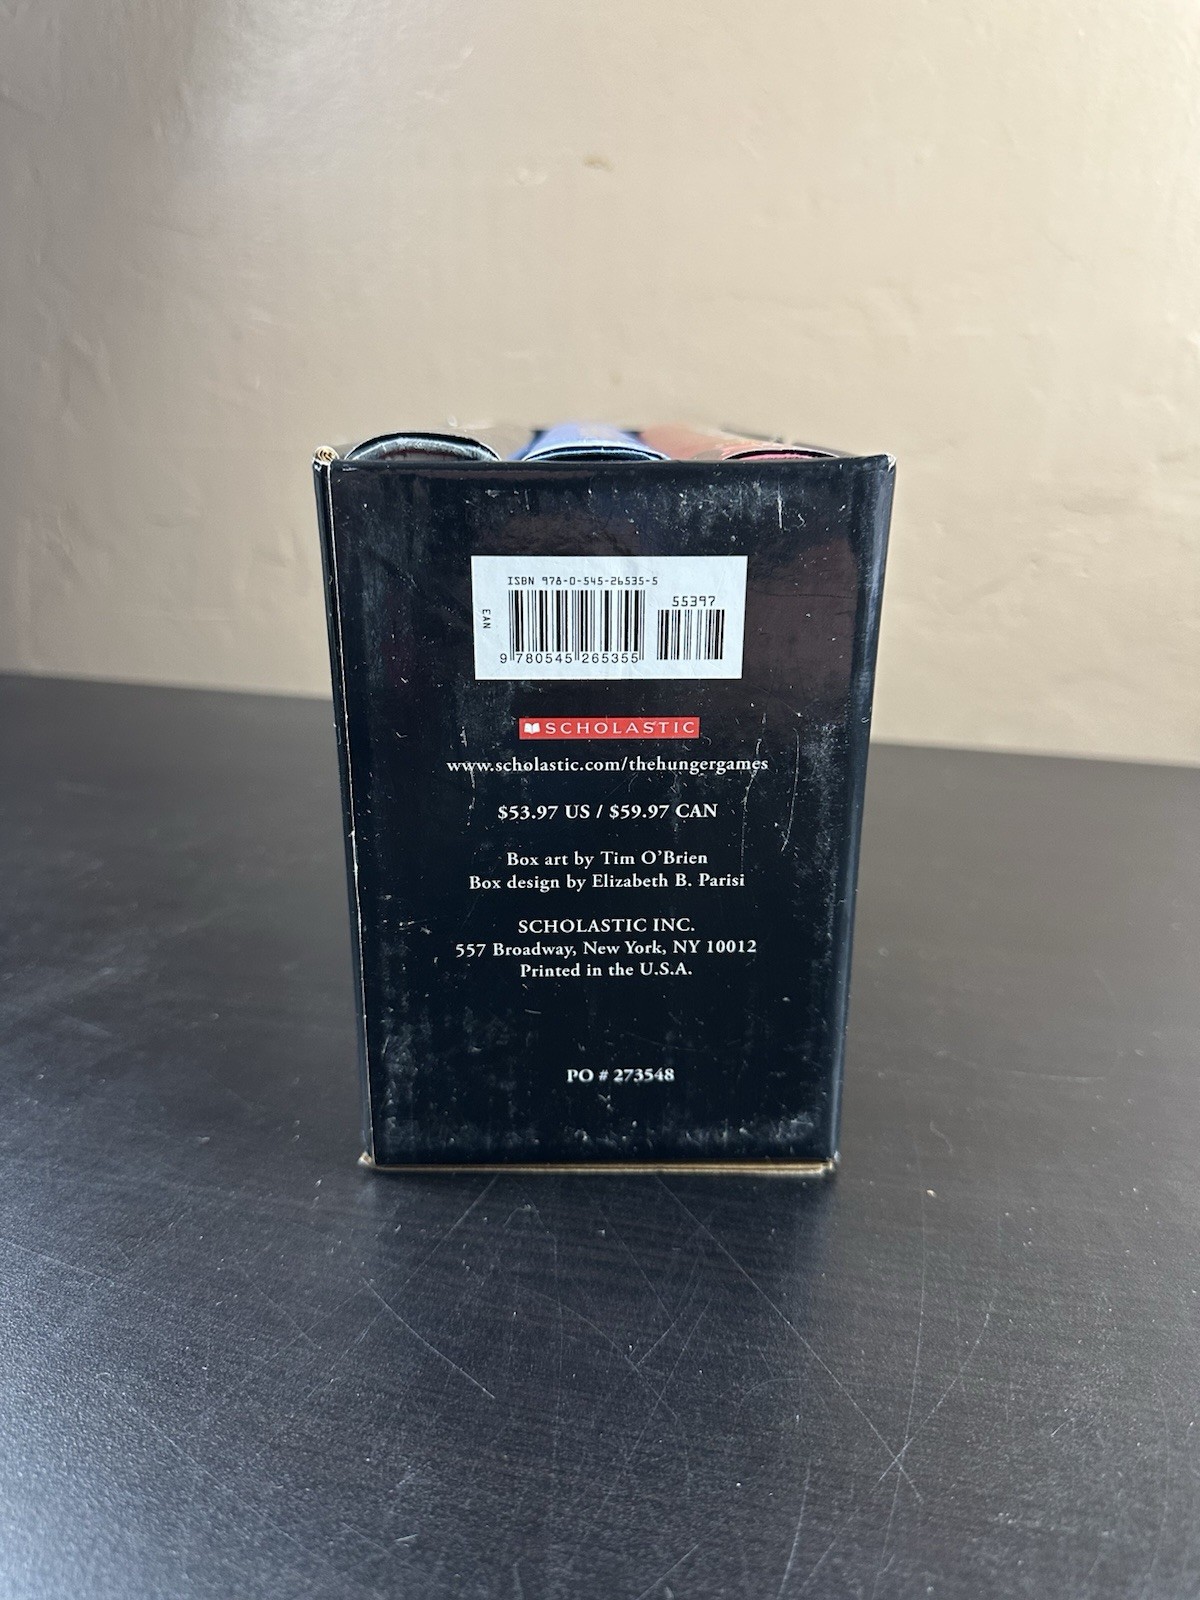 ISBN 978-0-545-26535-5
55397
EAN
9 780545 265355
SCHOLASTIC
www.scholastic.com/thehungergames
$53.97 US / $59.97 CAN
Box art by Tim O'Brien
Box design by Elizabeth B. Parisi
SCHOLASTIC INC.
557 Broadway, New York, NY 10012
Printed in the U.S.A.
PO # 273548